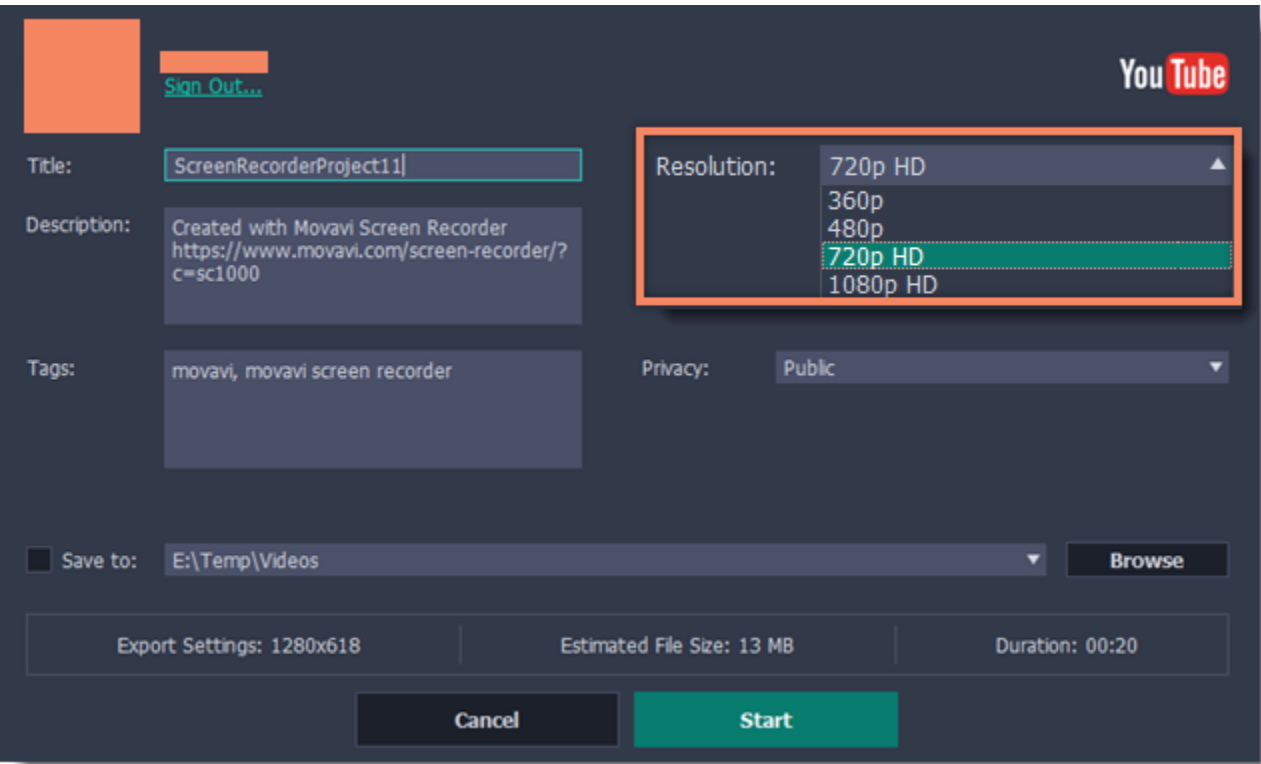 Sign Out...
YouTube
Title:
ScreenRecorderProject11
Resolution:
720p HD
360p
480p
720p HD
1080p HD
Description:
Created with Movavi Screen Recorder
https://www.movavi.com/screen-recorder/?
c=sc1000
Tags:
movavi, movavi screen recorder
Privacy:
Public
Save to:
E:\Temp\Videos
Browse
Export Settings: 1280x618
Estimated File Size: 13 MB
Duration: 00:20
Cancel
Start